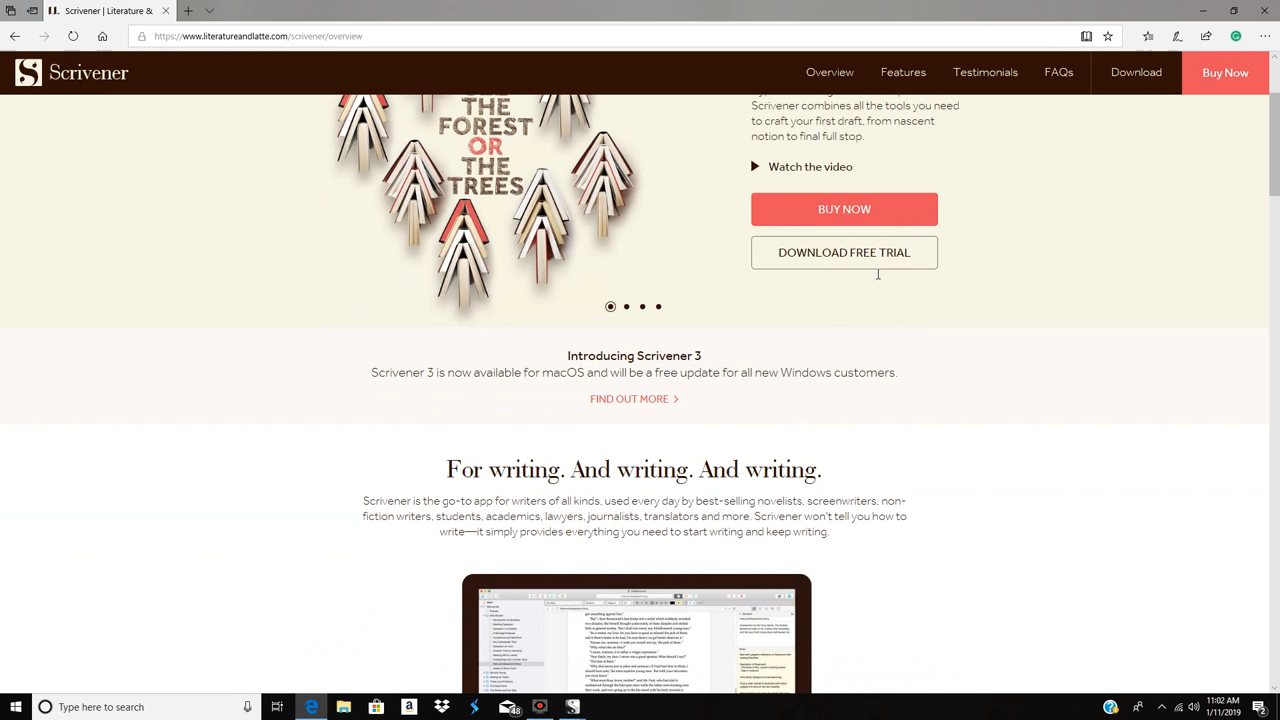 Scrivener | Literature &
https://www.literatureandlatte.com/scrivener/overview
Scrivener
Overview
Features
Testimonials
FAQs
Download
Buy Now
THE
FOREST
OR
THE
TREES
Scrivener combines all the tools you need
to craft your first draft, from nascent
notion to final full stop.
Watch the video
BUY NOW
DOWNLOAD FREE TRIAL
Introducing Scrivener 3
Scrivener 3 is now available for macOS and will be a free update for all new Windows customers.
FIND OUT MORE
For writing. And writing. And writing.
Scrivener is the go-to app for writers of all kinds, used every day by best-selling novelists, screenwriters, non-
fiction writers, students, academics, lawyers, journalists, translators and more. Scrivener won't tell you how to
write—it simply provides everything you need to start writing and keep writing.
Type here to search
48
11:02 AM
1/11/2019
2